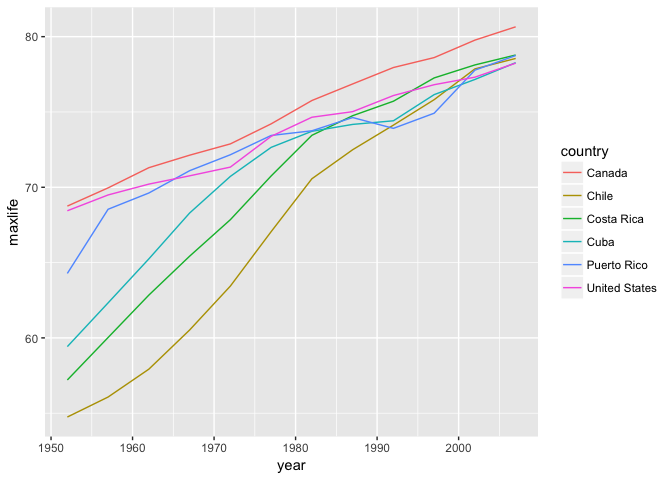 80
70
60
maxlife
1950 1960 1970 1980 1990 2000
year
country
Canada
Chile
Costa Rica
Cuba
Puerto Rico
United States